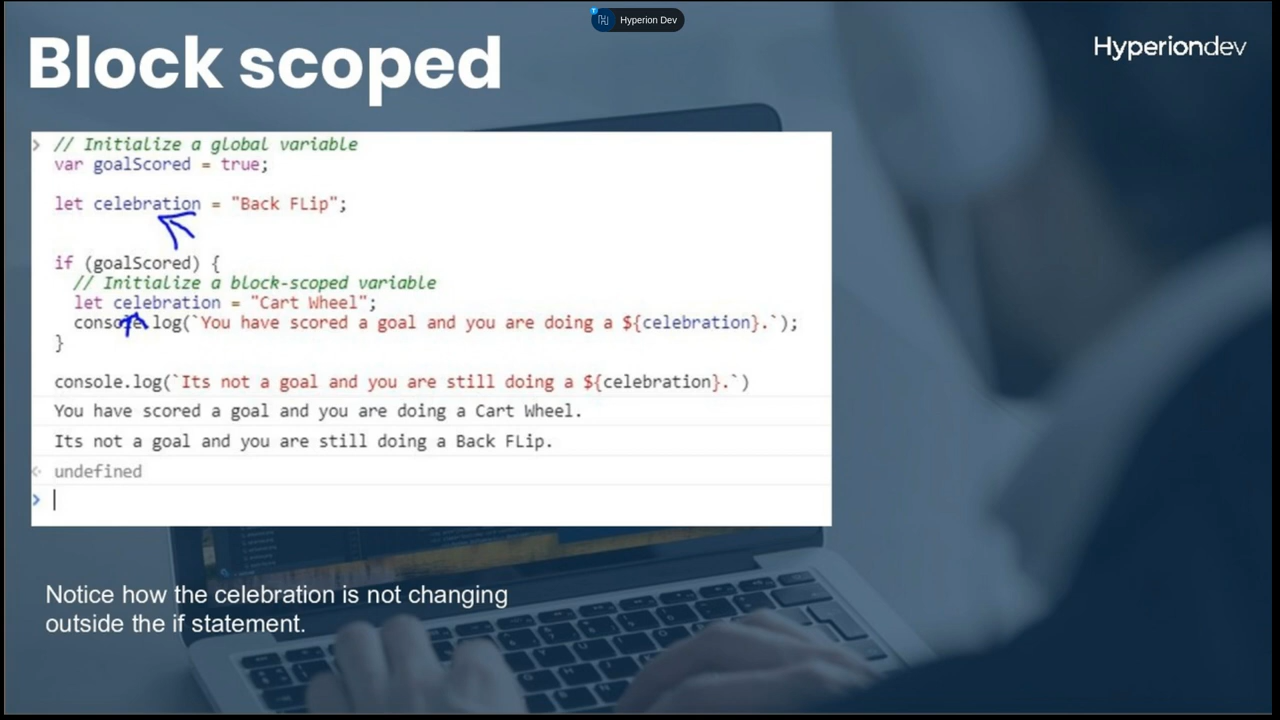 Hyperion Dev
Block scoped
Hyperiondev
// Initialize a global variable
var goalScored = true;
let celebration = "Back FLip";
if (goalScored) {
// Initialize a block-scoped variable
let celebration = "Cart Wheel";
console.log(`You have scored a goal and you are doing a ${celebration}.`);
}
console.log(`Its not a goal and you are still doing a ${celebration}.`)
You have scored a goal and you are doing a Cart Wheel.
Its not a goal and you are still doing a Back FLip.
undefined
Notice how the celebration is not changing
outside the if statement.